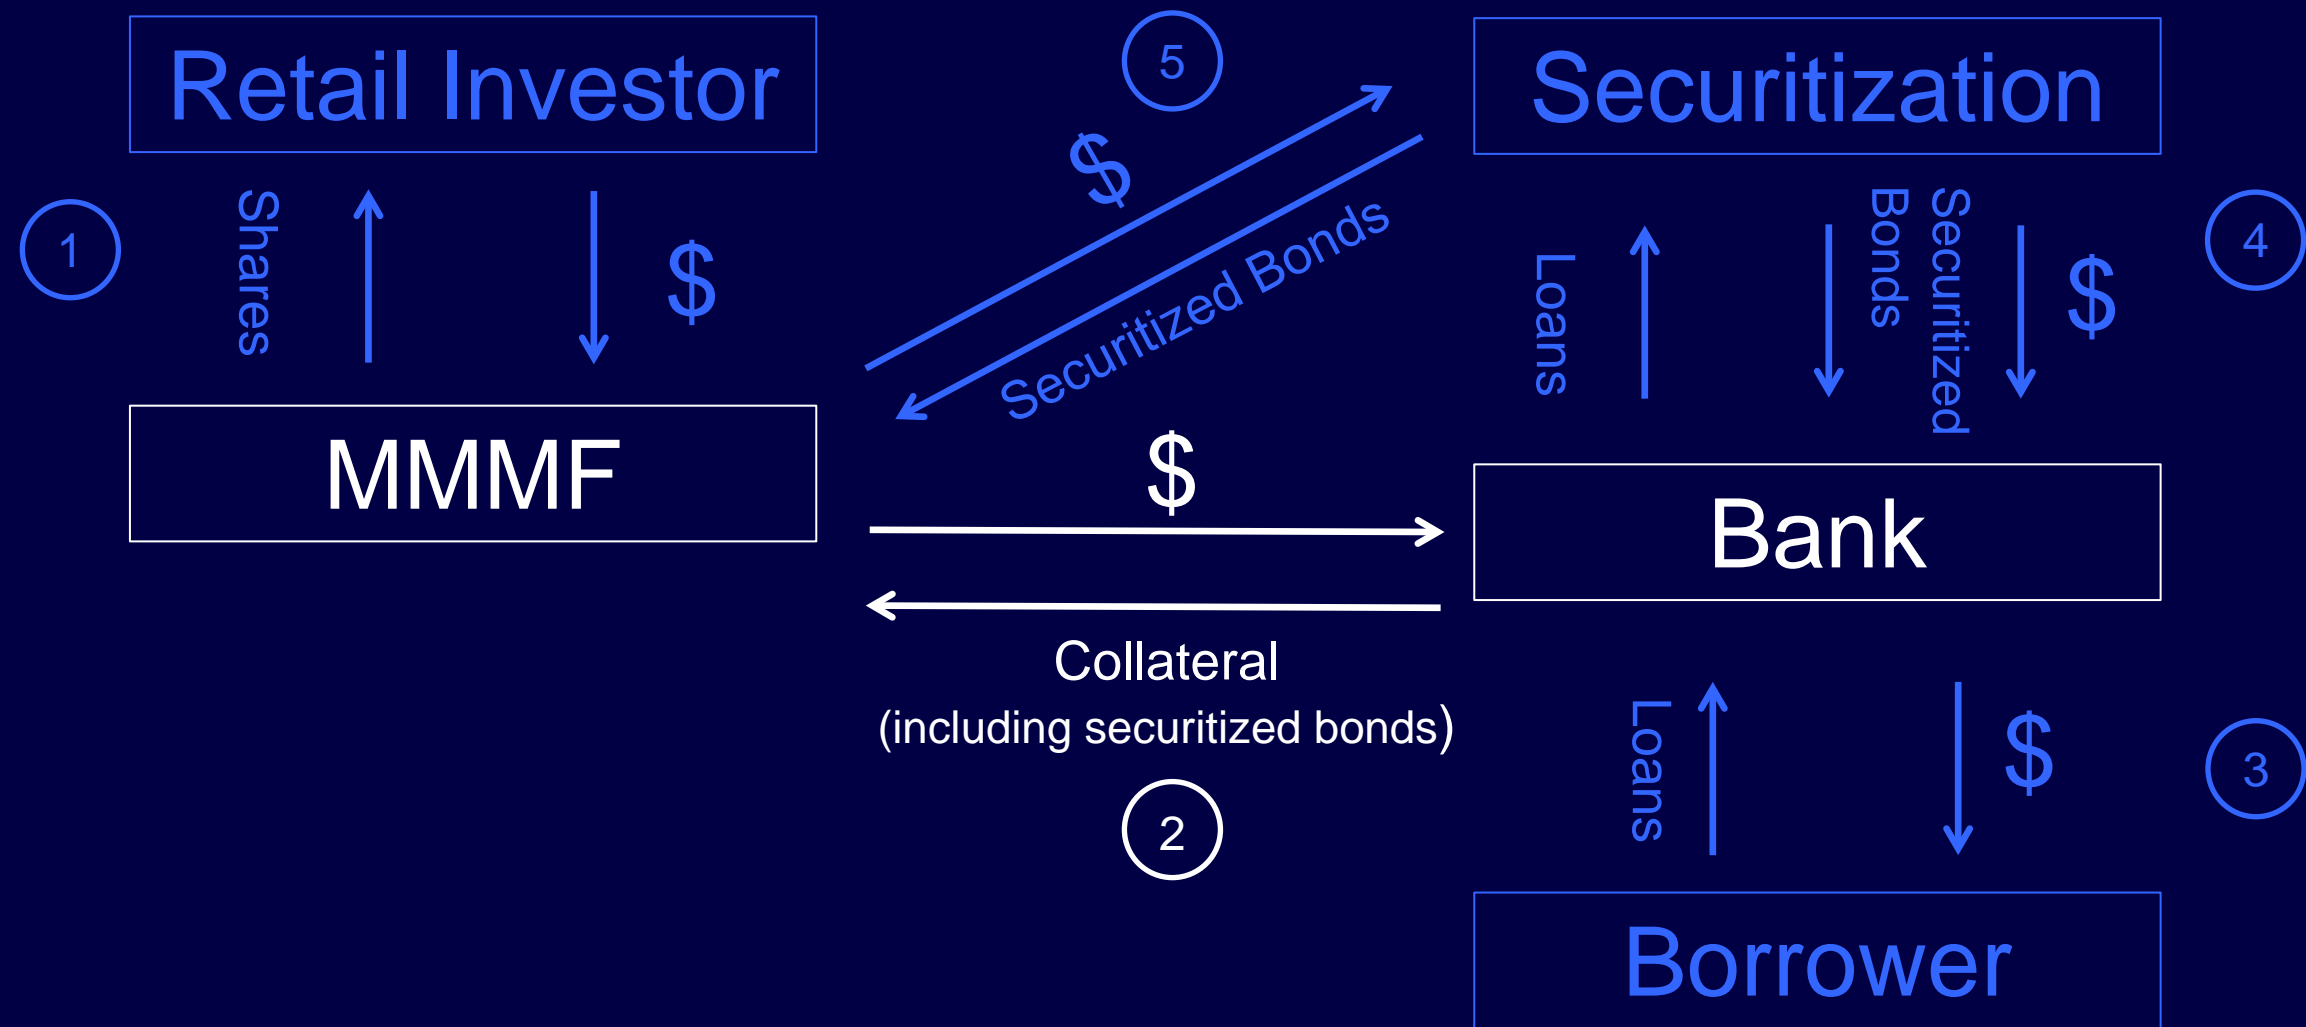 Retail Investor
5
Securitization
1
Shares
$
$
Securitized Bonds
Loans
Securitized
Bonds
$
4
MMMF
$
Bank
Collateral
(including securitized bonds)
2
Loans
$
3
Borrower